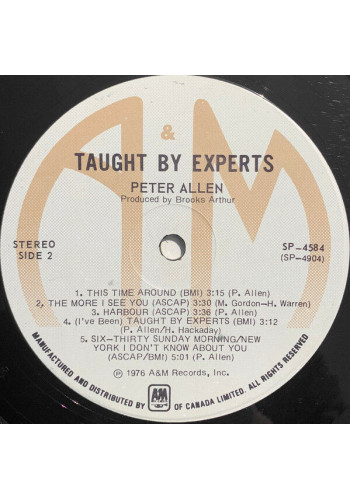 A & M
TAUGHT BY EXPERTS
PETER ALLEN
Produced by Brooks Arthur
STEREO
SIDE 2
SP-4584
(SP-4904)
1. THIS TIME AROUND (BMI) 3:15 (P. Allen)
2. THE MORE I SEE YOU (ASCAP) 3:30 (M. Gordon-H. Warren)
3. HARBOUR (ASCAP) 3:36 (P. Allen)
4. (I've Been) TAUGHT BY EXPERTS (BMI) 3:12
(P. Allen/H. Hackaday)
5. SIX-THIRTY SUNDAY MORNING/NEW
YORK I DON'T KNOW ABOUT YOU
(ASCAP/BMI) 5:01 (P. Allen)
℗ 1976 A&M Records, Inc.
A&M
RECORDS
MANUFACTURED AND DISTRIBUTED BY A&M RECORDS OF CANADA LIMITED. ALL RIGHTS RESERVED